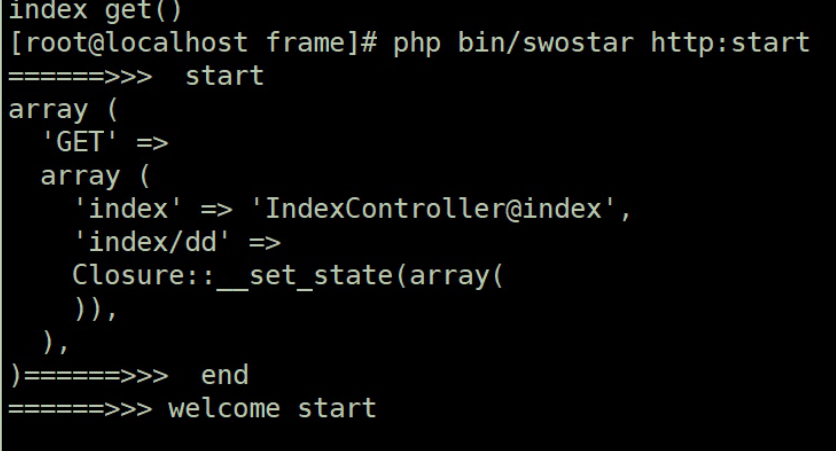 index get()
[root@localhost frame]# php bin/swostar http:start
======>>>  start
array (
  'GET' =>
  array (
    'index' => 'IndexController@index',
    'index/dd' =>
    Closure::__set_state(array(
    )),
  ),
)======>>>  end
======>>> welcome start